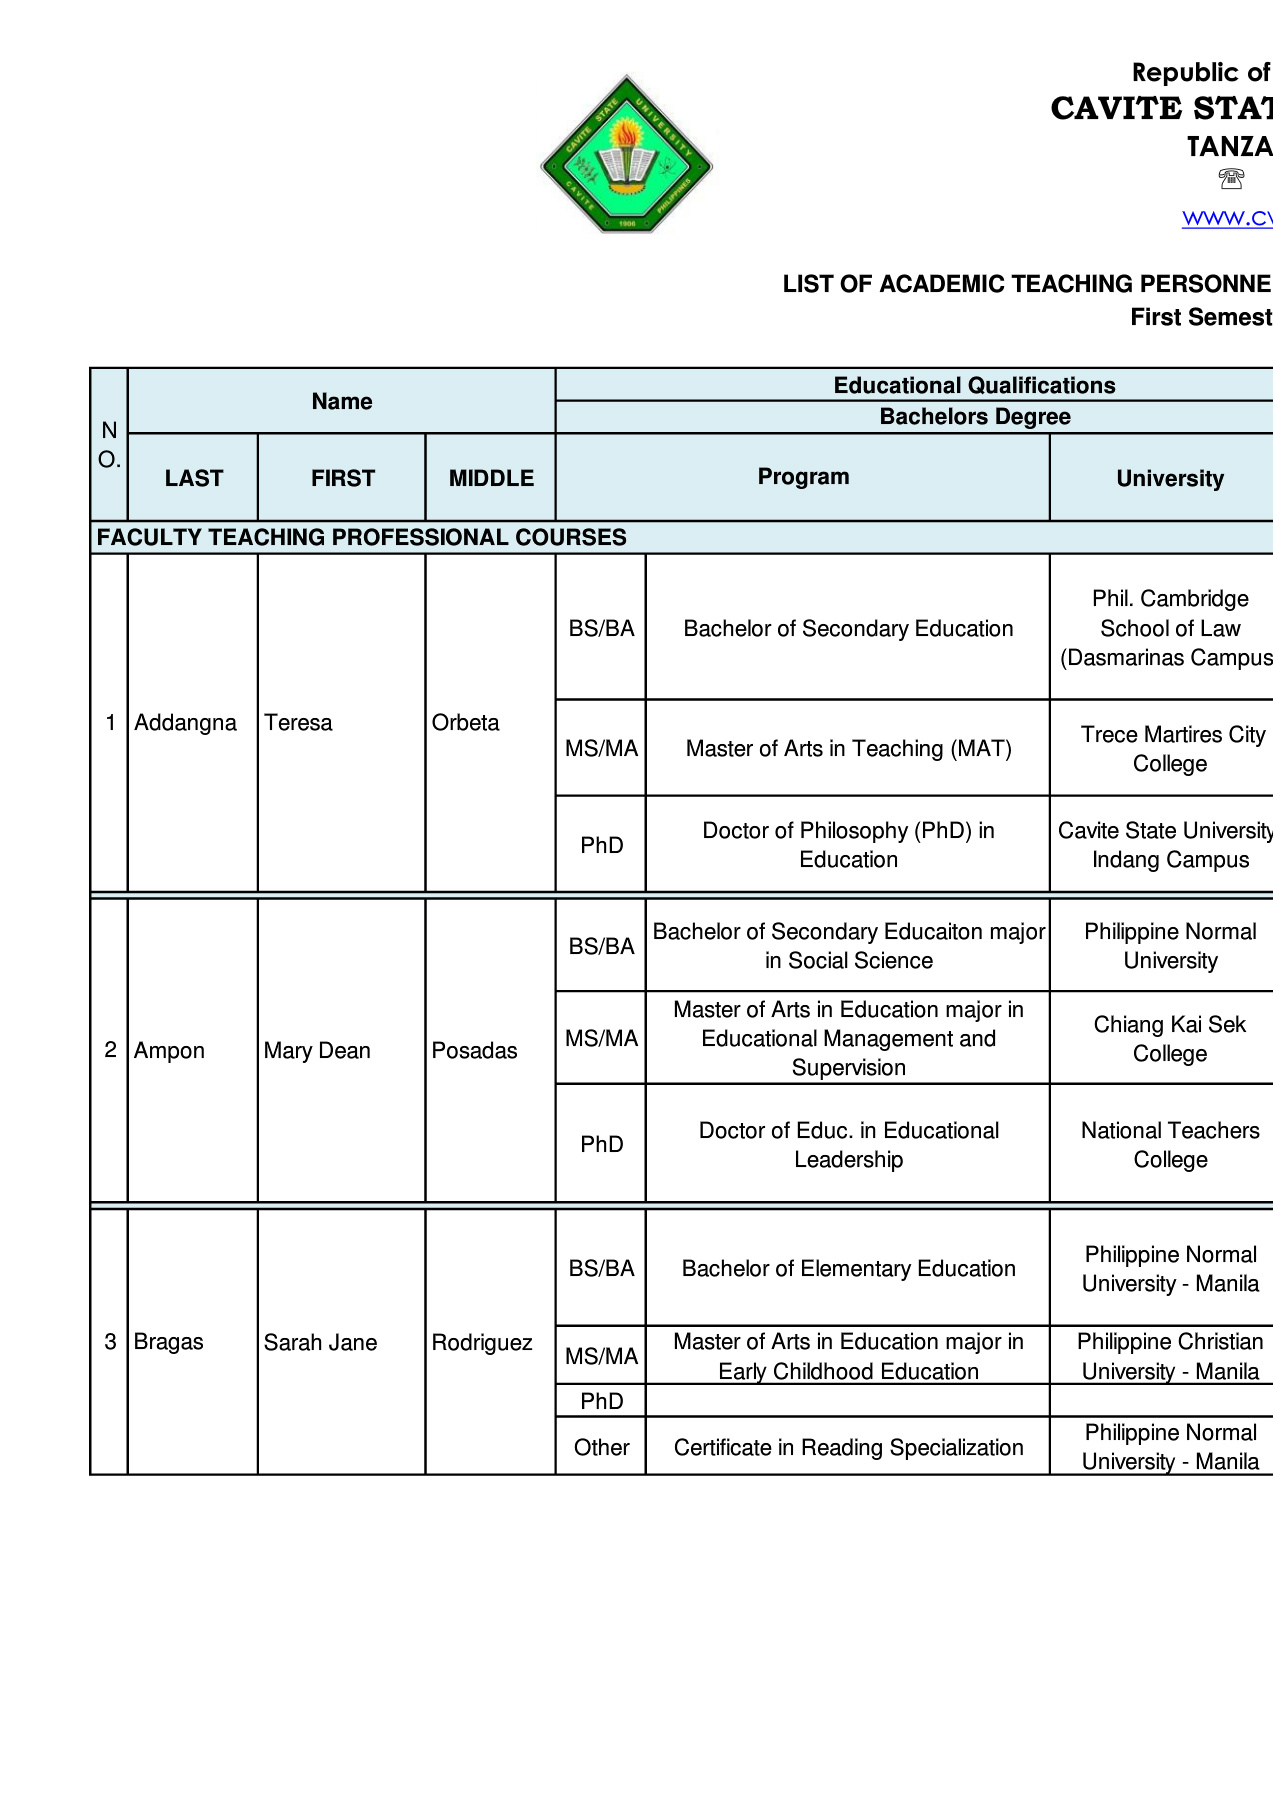 CAVITE STATE UNIVERSITY
CAVITE PHILIPPINES
1906
Republic of
CAVITE STAT
TANZA
www.cv
LIST OF ACADEMIC TEACHING PERSONNE
First Semest
N
O.
Name
Educational Qualifications
Bachelors Degree
LAST
FIRST
MIDDLE
Program
University
FACULTY TEACHING PROFESSIONAL COURSES
1
Addangna
Teresa
Orbeta
BS/BA
Bachelor of Secondary Education
Phil. Cambridge
School of Law
(Dasmarinas Campus
MS/MA
Master of Arts in Teaching (MAT)
Trece Martires City
College
PhD
Doctor of Philosophy (PhD) in
Education
Cavite State University
Indang Campus
2
Ampon
Mary Dean
Posadas
BS/BA
Bachelor of Secondary Educaiton major
in Social Science
Philippine Normal
University
MS/MA
Master of Arts in Education major in
Educational Management and
Supervision
Chiang Kai Sek
College
PhD
Doctor of Educ. in Educational
Leadership
National Teachers
College
3
Bragas
Sarah Jane
Rodriguez
BS/BA
Bachelor of Elementary Education
Philippine Normal
University - Manila
MS/MA
Master of Arts in Education major in
Early Childhood Education
Philippine Christian
University - Manila
PhD
Other
Certificate in Reading Specialization
Philippine Normal
University - Manila